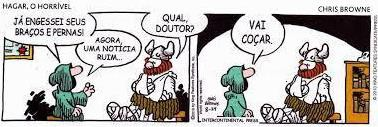 HAGAR, O HORRÍVEL
CHRIS BROWNE
JÁ ENGESSEI SEUS
BRAÇOS E PERNAS!
AGORA,
UMA NOTÍCIA
RUIM...
QUAL,
DOUTOR?
VAI
COÇAR.
INTERCONTINENTAL PRESS